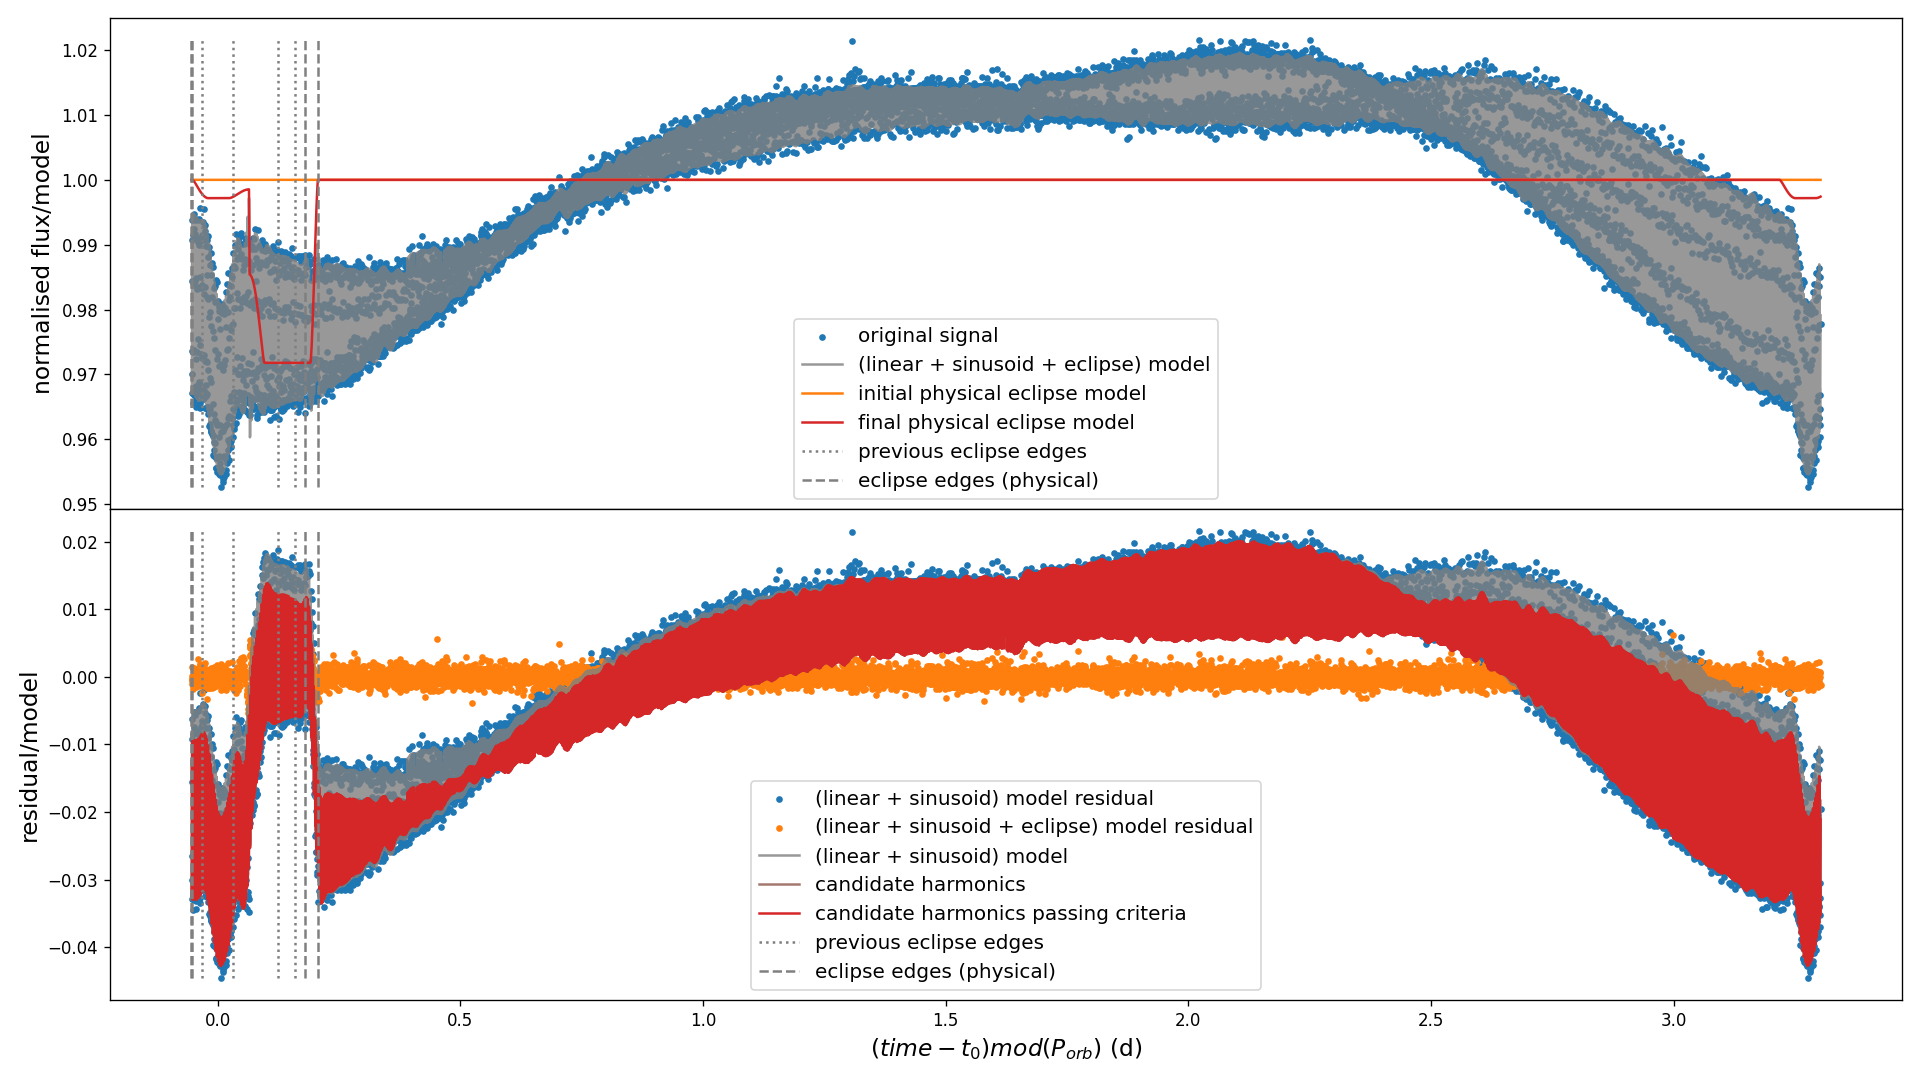 normalised flux/model
1.02
1.01
1.00
0.99
0.98
0.97
0.96
0.95
original signal
(linear + sinusoid + eclipse) model
initial physical eclipse model
final physical eclipse model
previous eclipse edges
eclipse edges (physical)
residual/model
0.02
0.01
0.00
−0.01
−0.02
−0.03
−0.04
(linear + sinusoid) model residual
(linear + sinusoid + eclipse) model residual
(linear + sinusoid) model
candidate harmonics
candidate harmonics passing criteria
previous eclipse edges
eclipse edges (physical)
0.0 0.5 1.0 1.5 2.0 2.5 3.0
(time − t₀)mod(P_orb) (d)